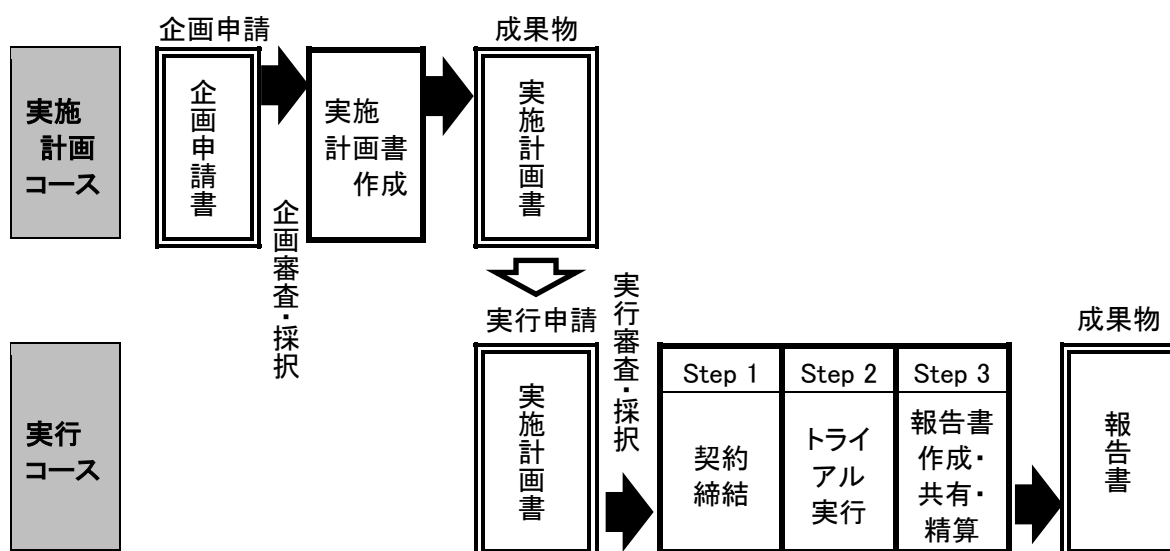 企画申請
成果物
実施
計画
コース
企画申請書
企画審査・採択
実施
計画書
作成
実施計画書
実行申請
実行審査・採択
成果物
実行
コース
実施計画書
Step 1
Step 2
Step 3
契約
締結
トライ
アル
実行
報告書
作成・
共有・
精算
報告書